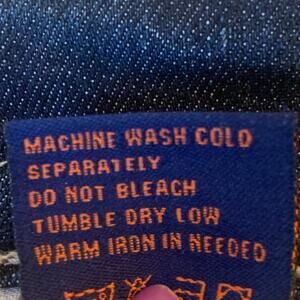 MACHINE WASH COLD
SEPARATELY
DO NOT BLEACH
TUMBLE DRY LOW
WARM IRON IN NEEDED